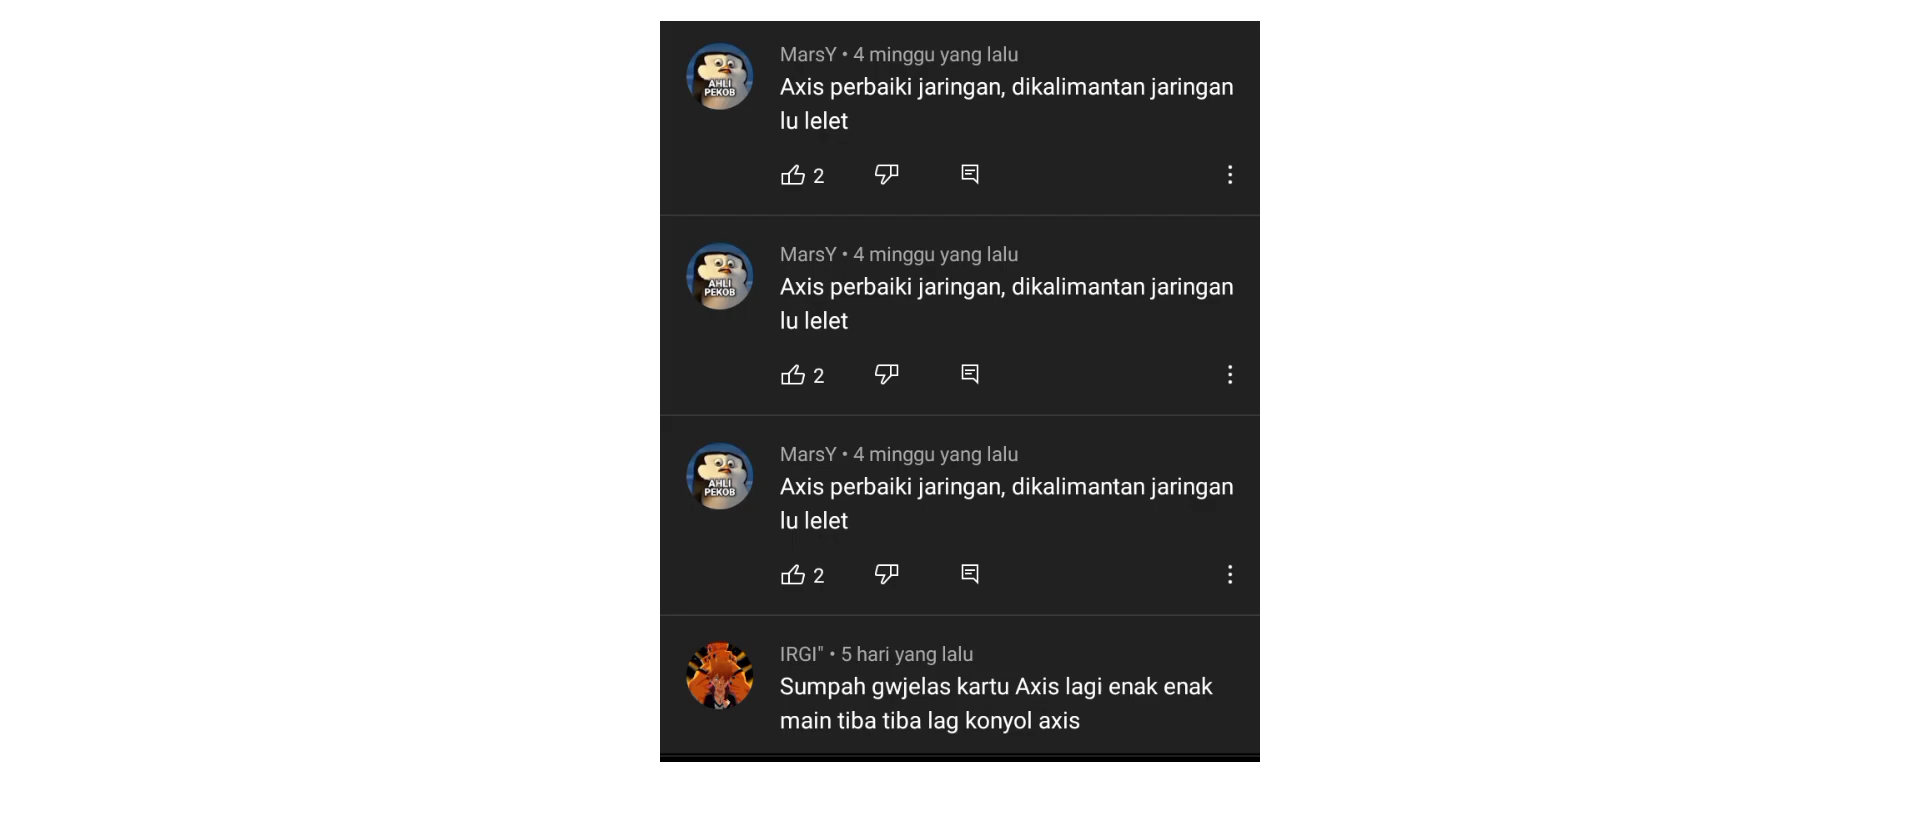 MarsY • 4 minggu yang lalu
Axis perbaiki jaringan, dikalimantan jaringan
lu lelet
AHLI
PEKOB
2
MarsY • 4 minggu yang lalu
Axis perbaiki jaringan, dikalimantan jaringan
lu lelet
AHLI
PEKOB
2
MarsY • 4 minggu yang lalu
Axis perbaiki jaringan, dikalimantan jaringan
lu lelet
AHLI
PEKOB
2
IRGI" • 5 hari yang lalu
Sumpah gwjelas kartu Axis lagi enak enak
main tiba tiba lag konyol axis